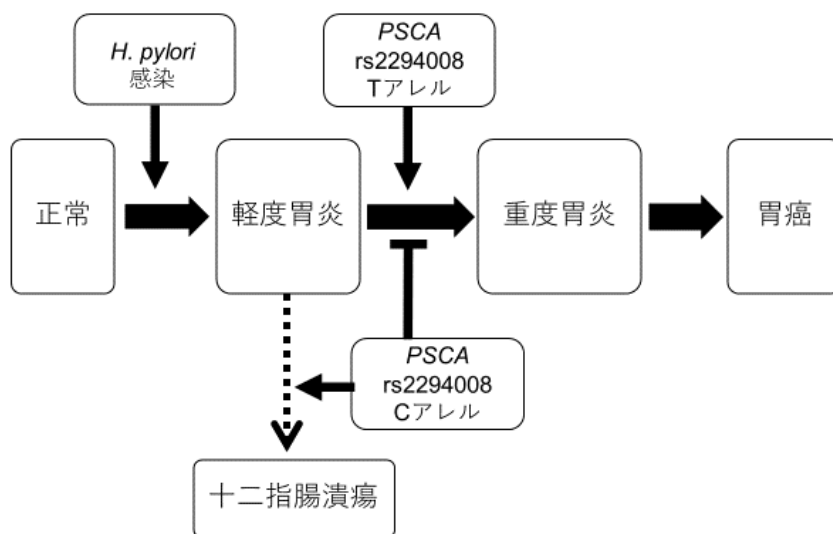 H. pylori
感染
PSCA
rs2294008
Tアレル
正常
軽度胃炎
重度胃炎
胃癌
PSCA
rs2294008
Cアレル
十二指腸潰瘍